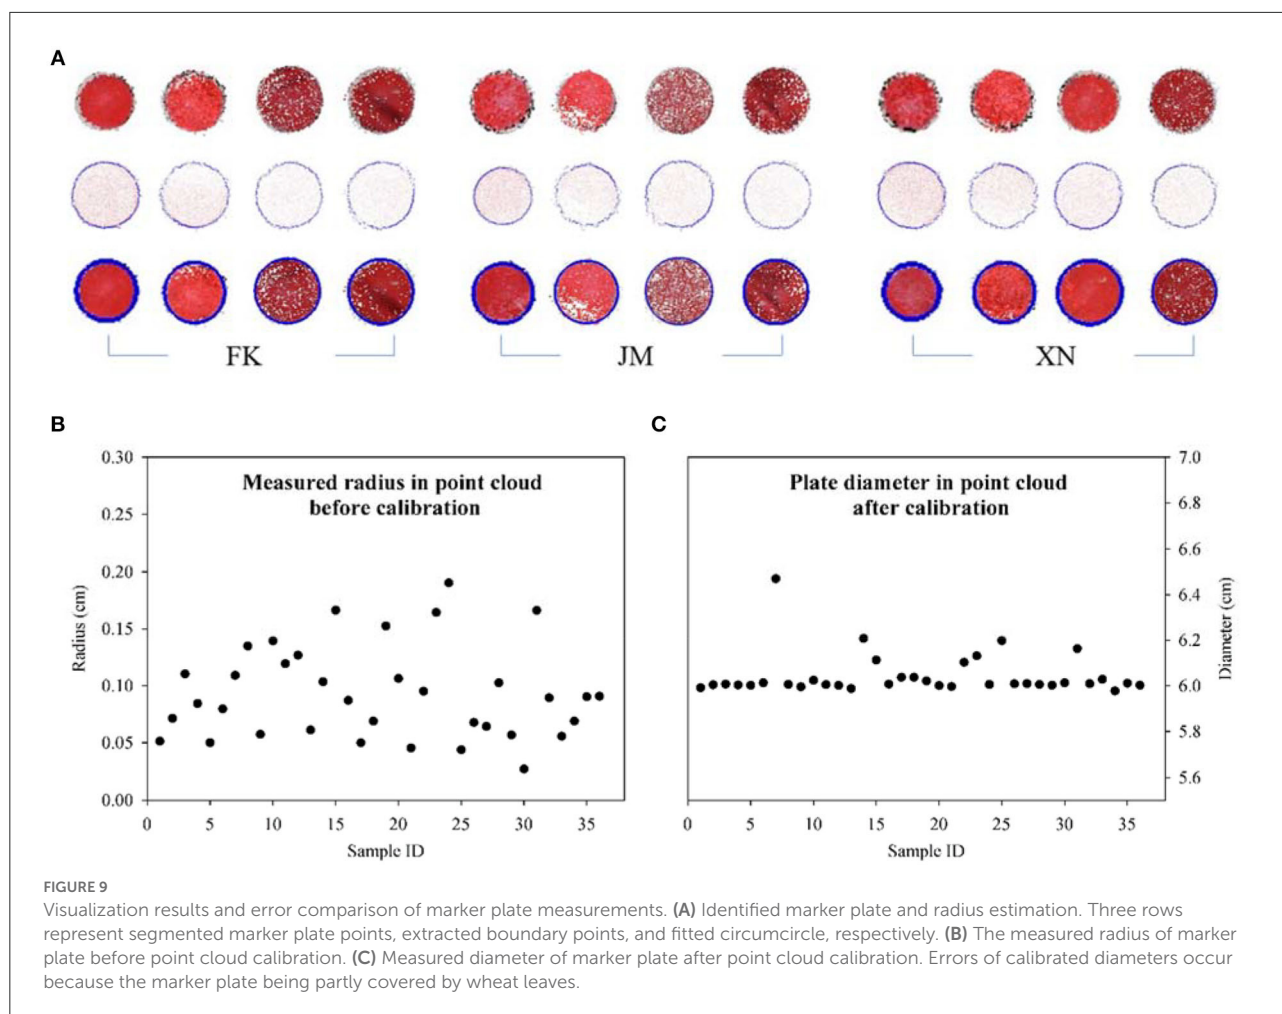 A
FK
JM
XN
B
C
0.30
0.25
0.20
0.15
0.10
0.05
0.00
Radius (cm)
Measured radius in point cloud
before calibration
0
5
10
15
20
25
30
35
Sample ID
Plate diameter in point cloud
after calibration
7.0
6.8
6.6
6.4
6.2
6.0
5.8
5.6
Diameter (cm)
0
5
10
15
20
25
30
35
Sample ID
FIGURE 9
Visualization results and error comparison of marker plate measurements. (A) Identified marker plate and radius estimation. Three rows
represent segmented marker plate points, extracted boundary points, and fitted circumcircle, respectively. (B) The measured radius of marker
plate before point cloud calibration. (C) Measured diameter of marker plate after point cloud calibration. Errors of calibrated diameters occur
because the marker plate being partly covered by wheat leaves.